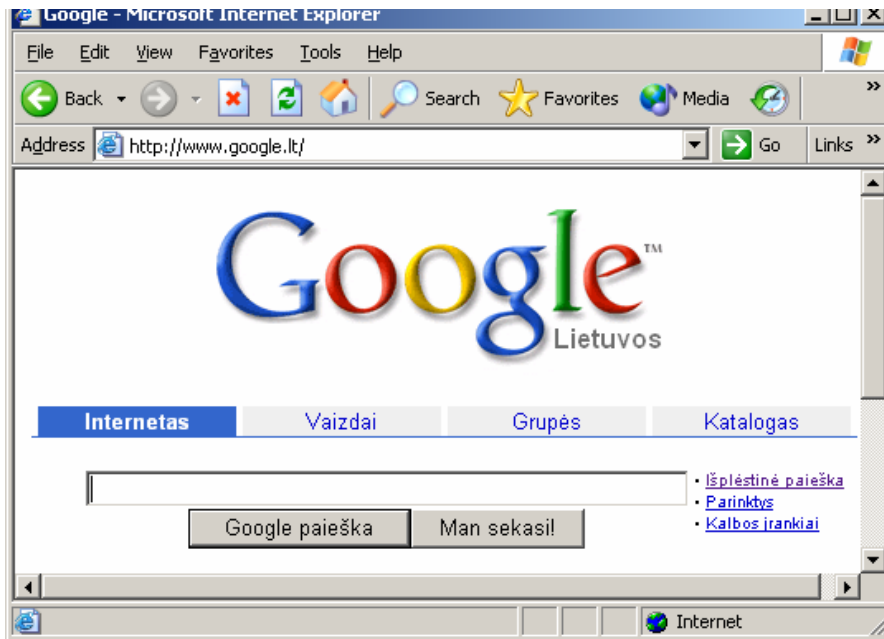 Google - Microsoft Internet Explorer
File Edit View Favorites Tools Help
Back Search Favorites Media »
Address http://www.google.lt/ Go Links »
Google™
Lietuvos
Internetas Vaizdai Grupės Katalogas
• Išplėstinė paieška
• Parinktys
• Kalbos įrankiai
Google paieška Man sekasi!
Internet